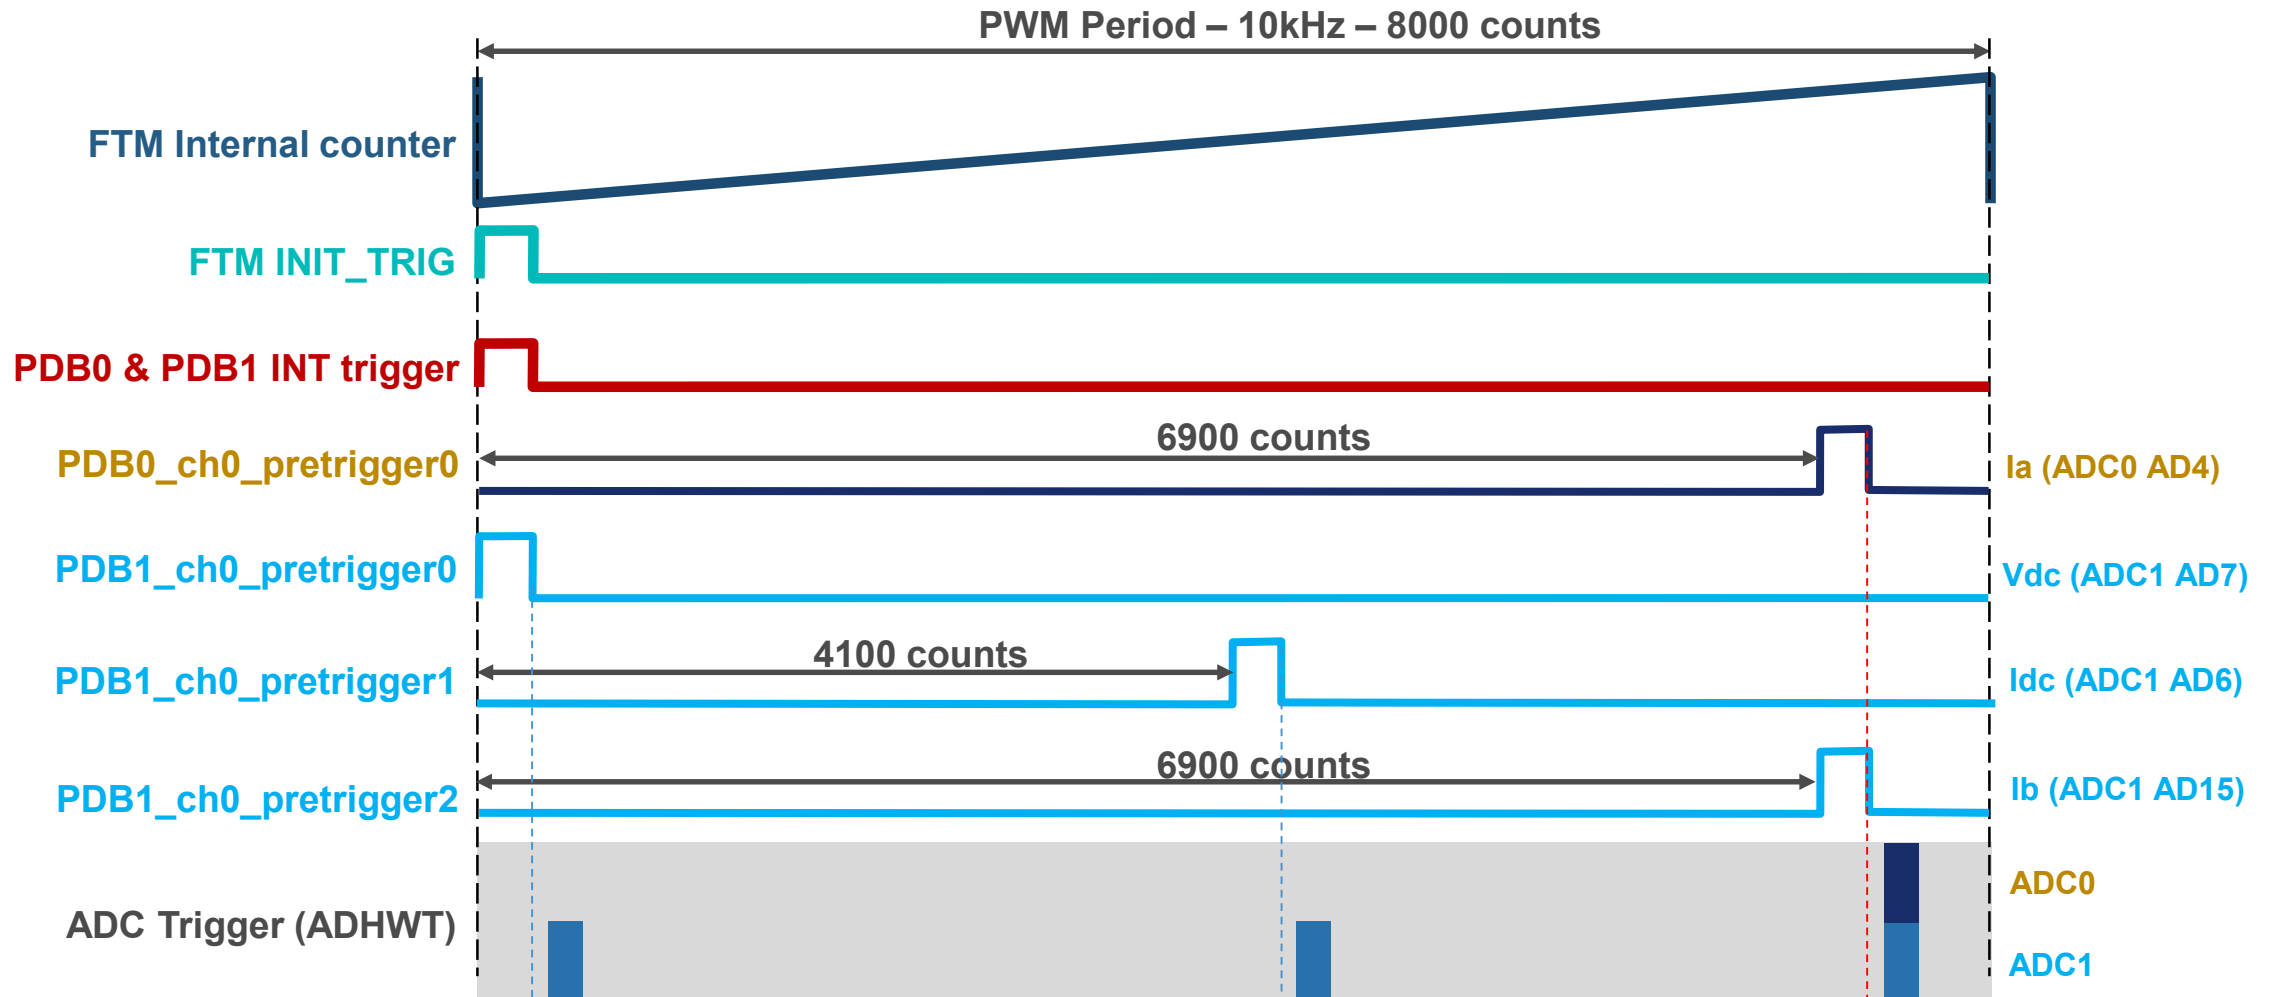 PWM Period – 10kHz – 8000 counts
FTM Internal counter
FTM INIT_TRIG
PDB0 & PDB1 INT trigger
6900 counts
PDB0_ch0_pretrigger0
Ia (ADC0 AD4)
PDB1_ch0_pretrigger0
Vdc (ADC1 AD7)
4100 counts
PDB1_ch0_pretrigger1
Idc (ADC1 AD6)
6900 counts
PDB1_ch0_pretrigger2
Ib (ADC1 AD15)
ADC0
ADC Trigger (ADHWT)
ADC1